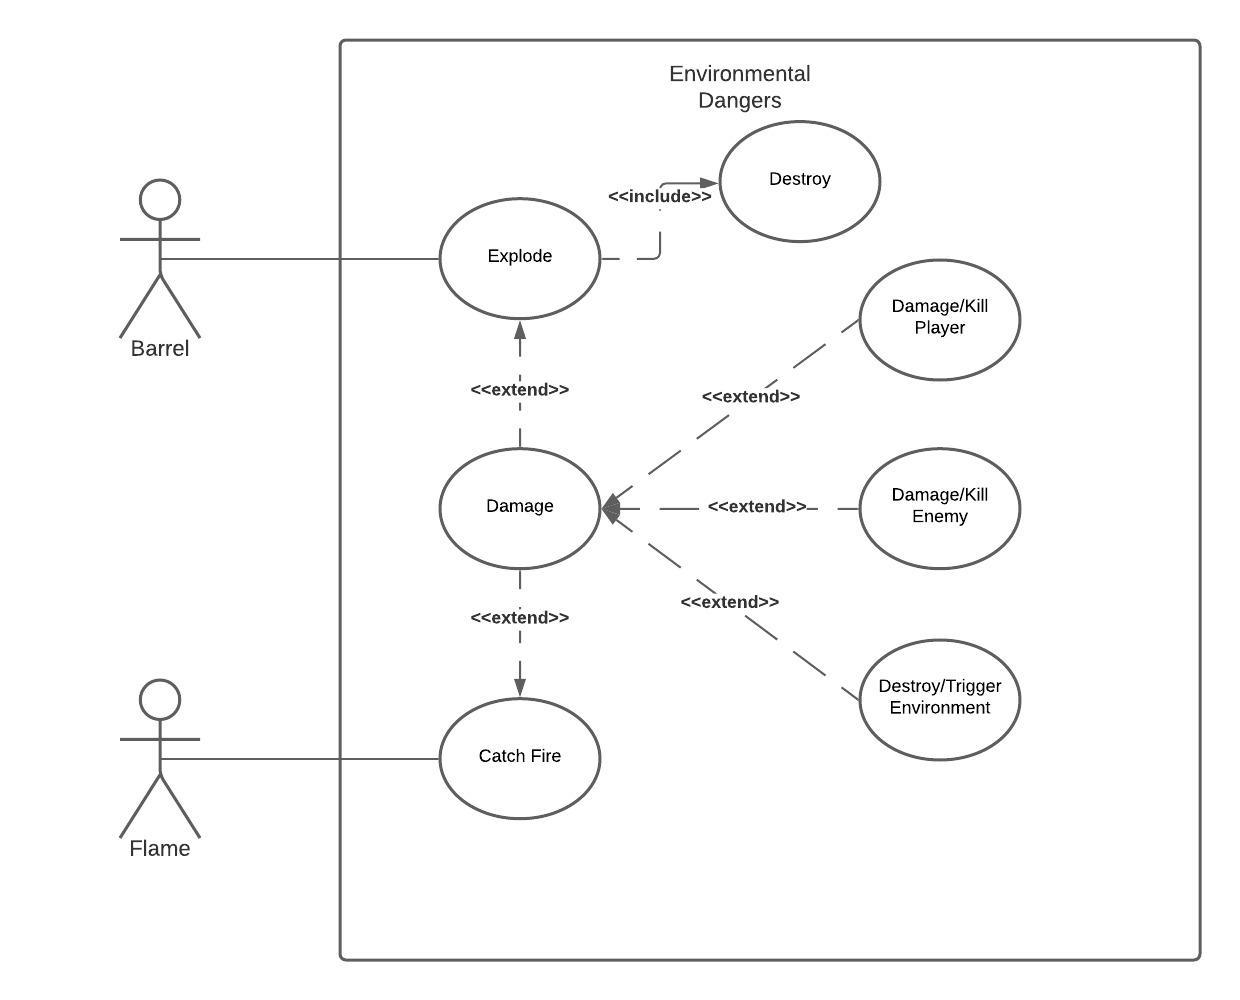 Environmental
Dangers
Destroy
<<include>>
Explode
Barrel
Damage/Kill
Player
<<extend>>
<<extend>>
Damage
<<extend>>
Damage/Kill
Enemy
<<extend>>
<<extend>>
Destroy/Trigger
Environment
Catch Fire
Flame